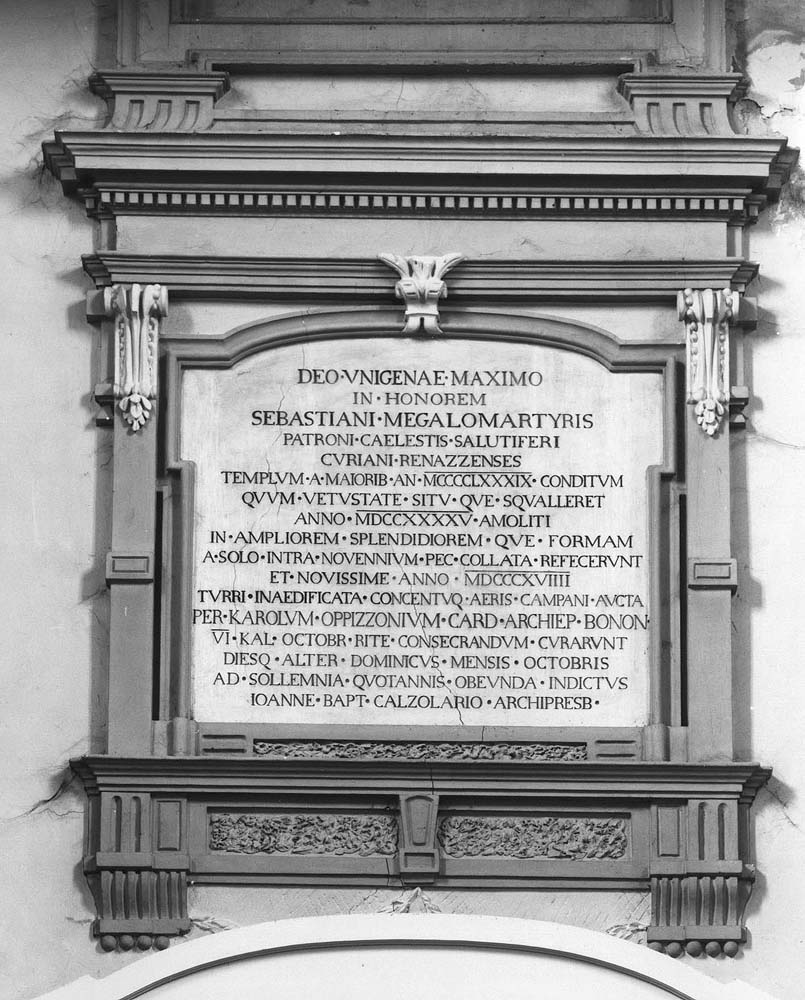 DEO·VNIGENAE·MAXIMO
IN·HONOREM
SEBASTIANI·MEGALOMARTYRIS
PATRONI·CAELESTIS·SALUTIFERI
CVRIANI·RENAZZENSES
TEMPLVM·A·MAIORIB·AN·MCCCCLXXXIX·CONDITVM
QVVM·VETVSTATE·SITV·QVE·SQVALLERET
ANNO·MDCCXXXXV·AMOLITI
IN·AMPLIOREM·SPLENDIDIOREM·QVE·FORMAM
A·SOLO·INTRA·NOVENNIVM·PEC·COLLATA·REFECERVNT
ET·NOVISSIME·ANNO·MDCCCXVIIII
TVRRI·INAEDIFICATA·CONCENTVQ·AERIS·CAMPANI·AVCTA
PER·KAROLVM·OPPIZZONIVM·CARD·ARCHIEP·BONON·
VI·KAL·OCTOBR·RITE·CONSECRANDVM·CVRARVNT
DIESQ·ALTER·DOMINICVS·MENSIS·OCTOBRIS
AD·SOLLEMNIA·QVOTANNIS·OBEVNDA·INDICTVS
IOANNE·BAPT·CALZOLARIO·ARCHIPRESB·